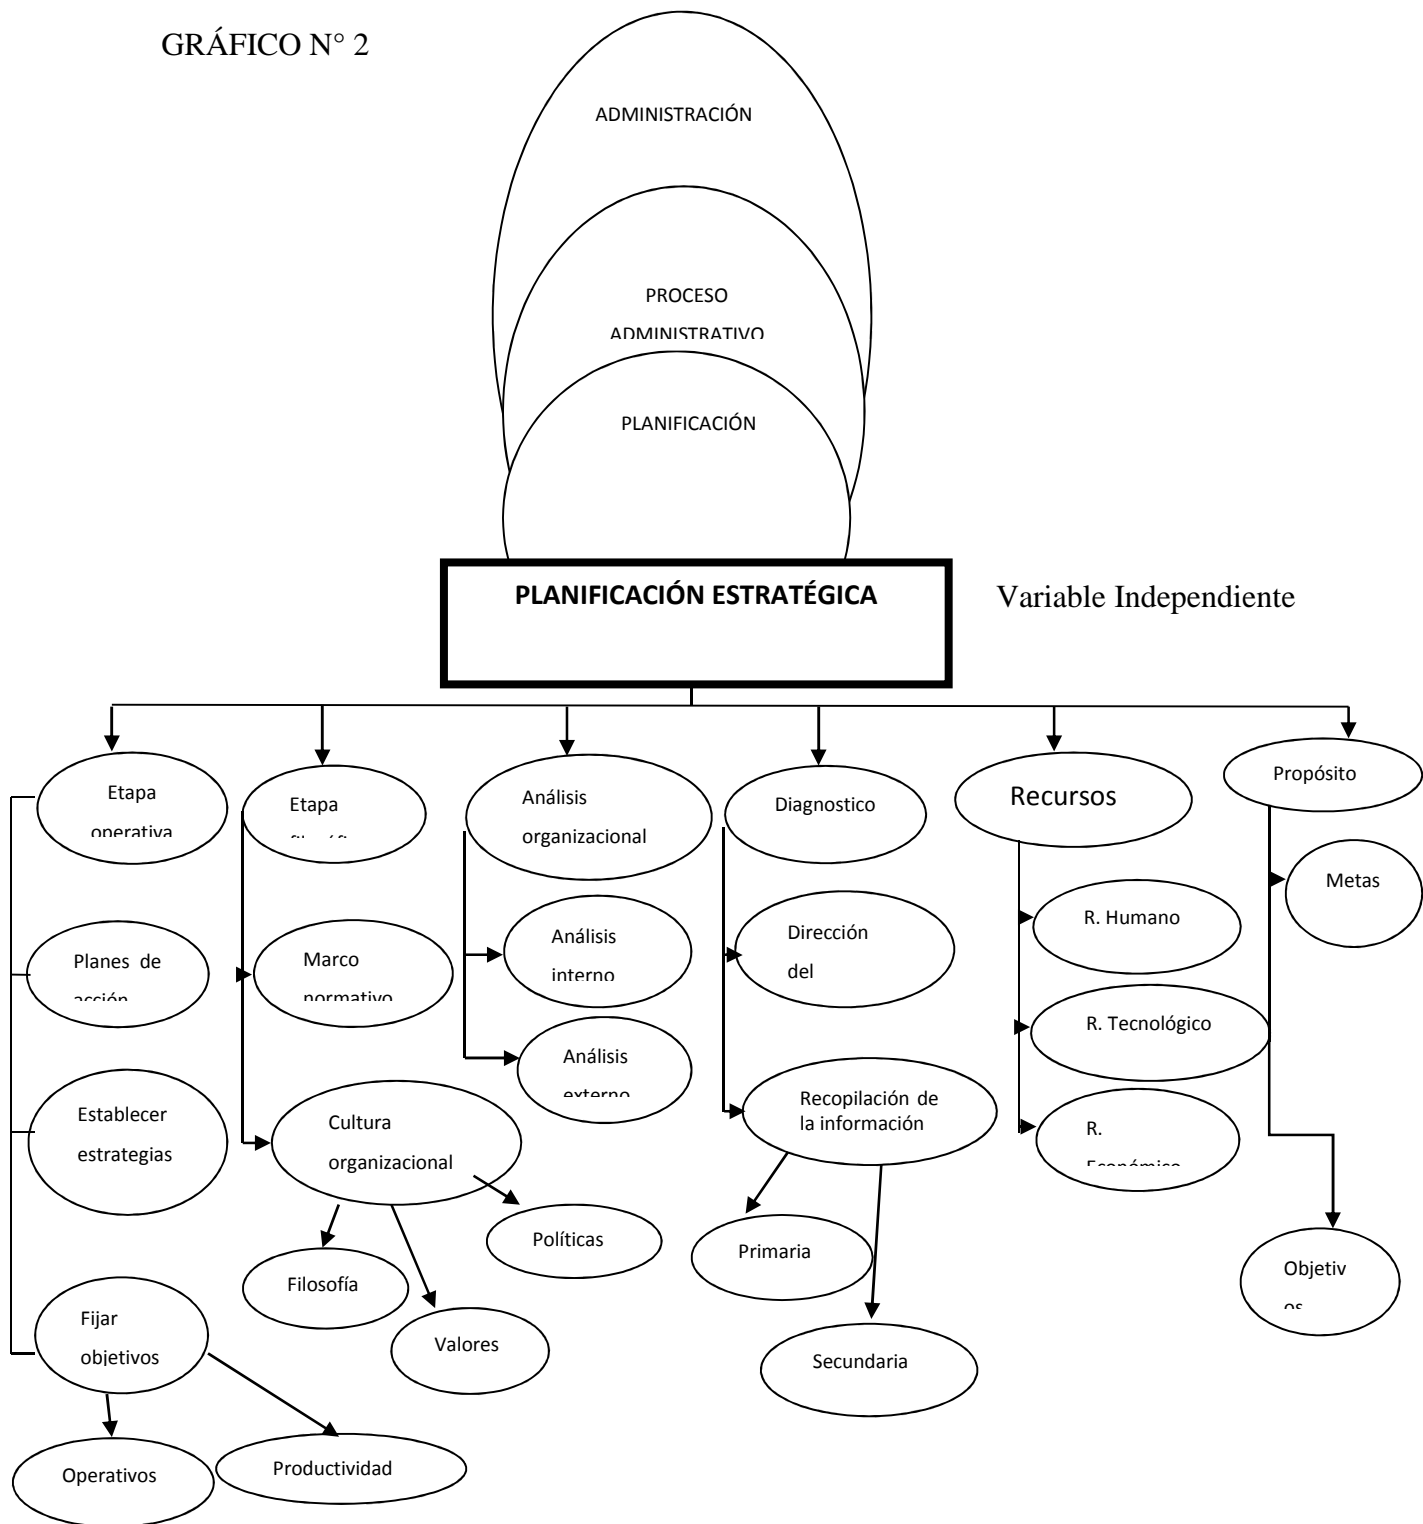 GRÁFICO N° 2
ADMINISTRACIÓN
PROCESO
ADMINISTRATIVO
PLANIFICACIÓN
PLANIFICACIÓN ESTRATÉGICA
Variable Independiente
Etapa
operativa
Etapa
Análisis
organizacional
Diagnostico
Recursos
Propósito
Planes de
acción
Marco
normativo
Análisis
interno
Dirección
del
R. Humano
Metas
Establecer
estrategias
Cultura
organizacional
Análisis
externo
Recopilación de
la información
R. Tecnológico
R.
Económico
Fijar
objetivos
Filosofía
Valores
Políticas
Primaria
Secundaria
Objetiv
os
Operativos
Productividad